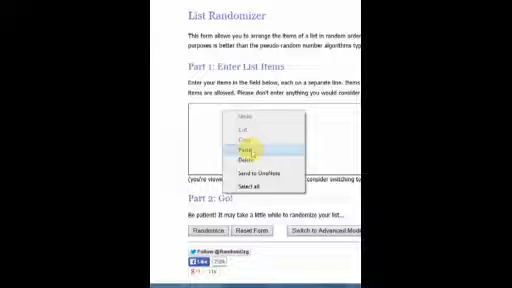 List Randomizer
This form allows you to arrange the items of a list in random order
purposes is better than the pseudo-random number algorithms typ
Part 1: Enter List Items
Enter your items in the field below, each on a separate line. Items
items are allowed. Please don't enter anything you would consider
Undo
Cut
Copy
Paste
Delete
Send to OneNote
Select all
(you're viewin
consider switching to
Part 2: Go!
Be patient! It may take a little while to randomize your list...
Randomize
Reset Form
Switch to Advanced Mode
Follow @RandomOrg
Like